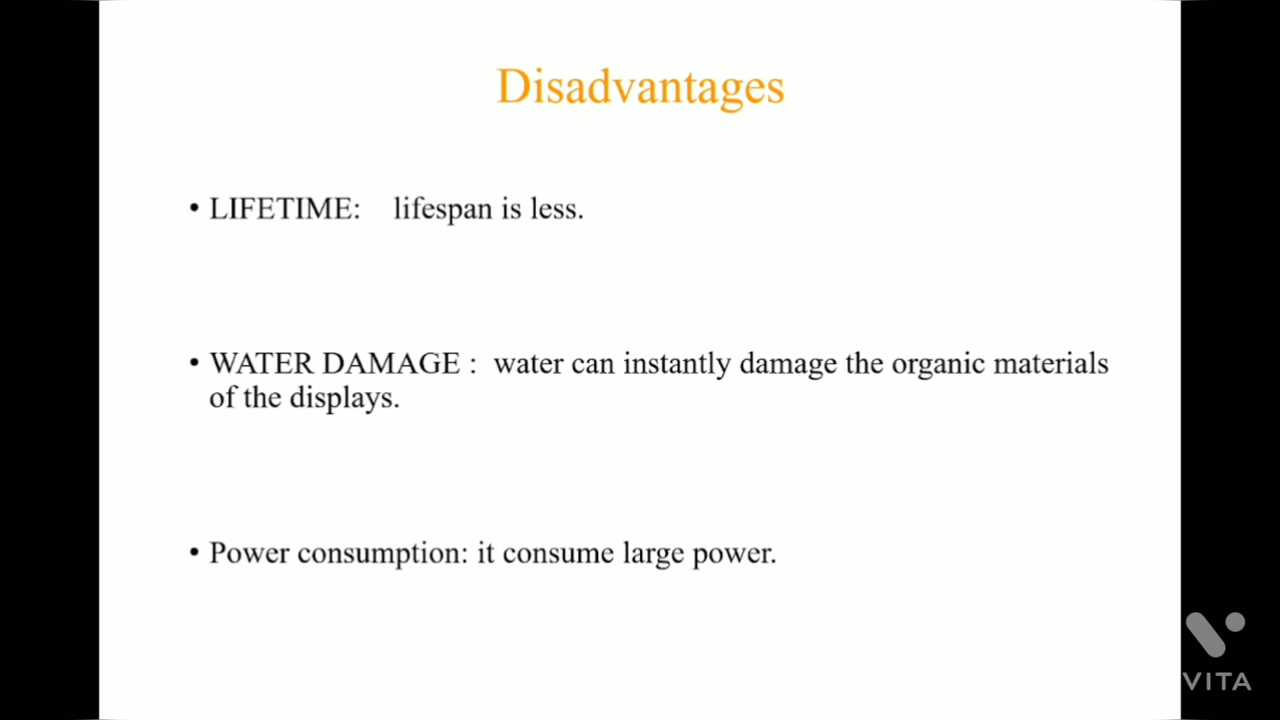 Disadvantages
• LIFETIME: lifespan is less.
• WATER DAMAGE : water can instantly damage the organic materials
of the displays.
• Power consumption: it consume large power.
VITA